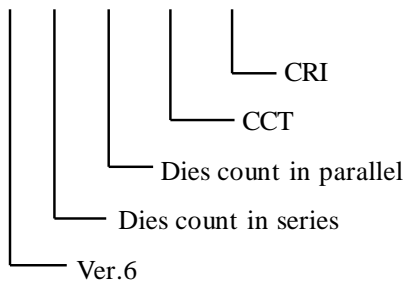 CRI
CCT
Dies count in parallel
Dies count in series
Ver.6